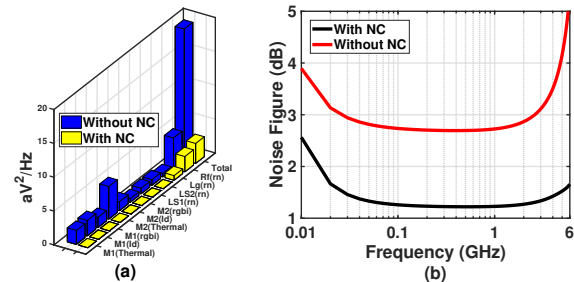 20
15
10
5
0
aV²/Hz
Without NC
With NC
Total
Rf(rn)
Lg(rn)
LS2(rn)
LS1(rn)
M2(rgbi)
M2(Id)
M2(Thermal)
M1(rgbi)
M1(Id)
M1(Thermal)
(a)
5
4
3
2
1
Noise Figure (dB)
With NC
Without NC
0.01
0.1
1
6
Frequency (GHz)
(b)